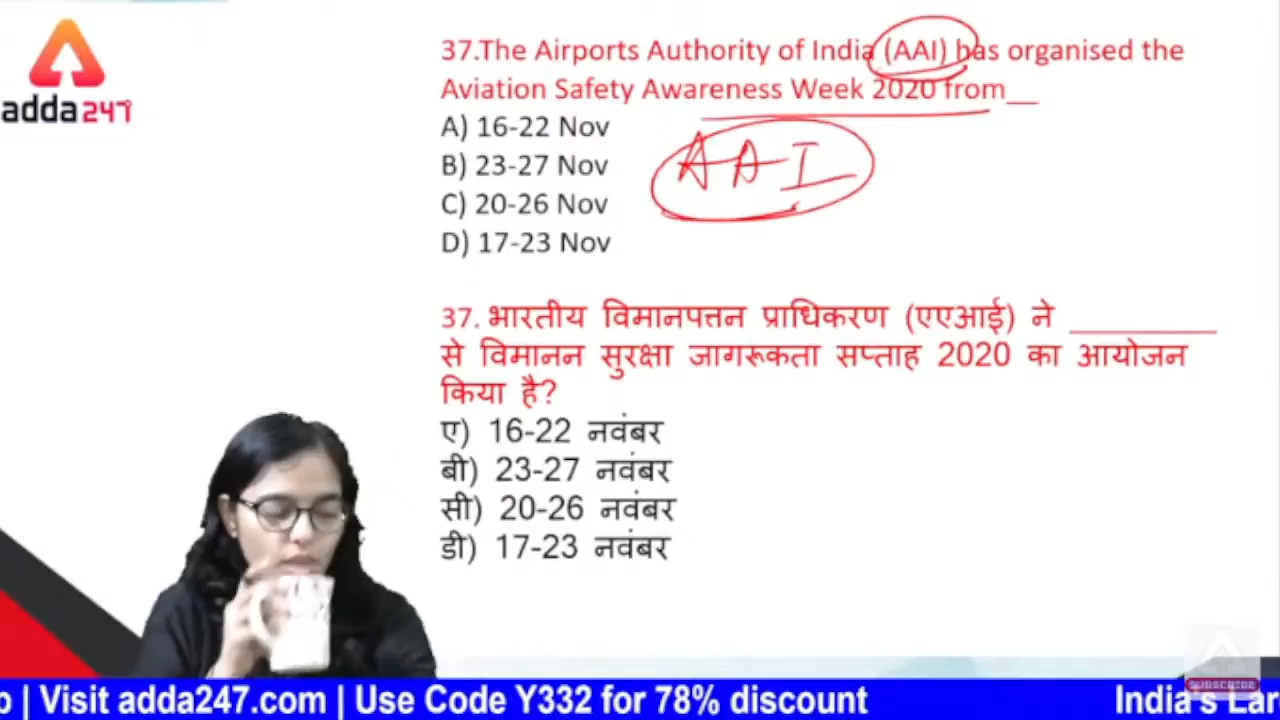 adda247
37.The Airports Authority of India (AAI) has organised the
Aviation Safety Awareness Week 2020 from__
A) 16-22 Nov
B) 23-27 Nov
C) 20-26 Nov
D) 17-23 Nov
AAI
37. भारतीय विमानपत्तन प्राधिकरण (एएआई) ने __________
से विमानन सुरक्षा जागरूकता सप्ताह 2020 का आयोजन
किया है?
ए) 16-22 नवंबर
बी) 23-27 नवंबर
सी) 20-26 नवंबर
डी) 17-23 नवंबर
SUBSCRIBE
p | Visit adda247.com | Use Code Y332 for 78% discount India's Lar